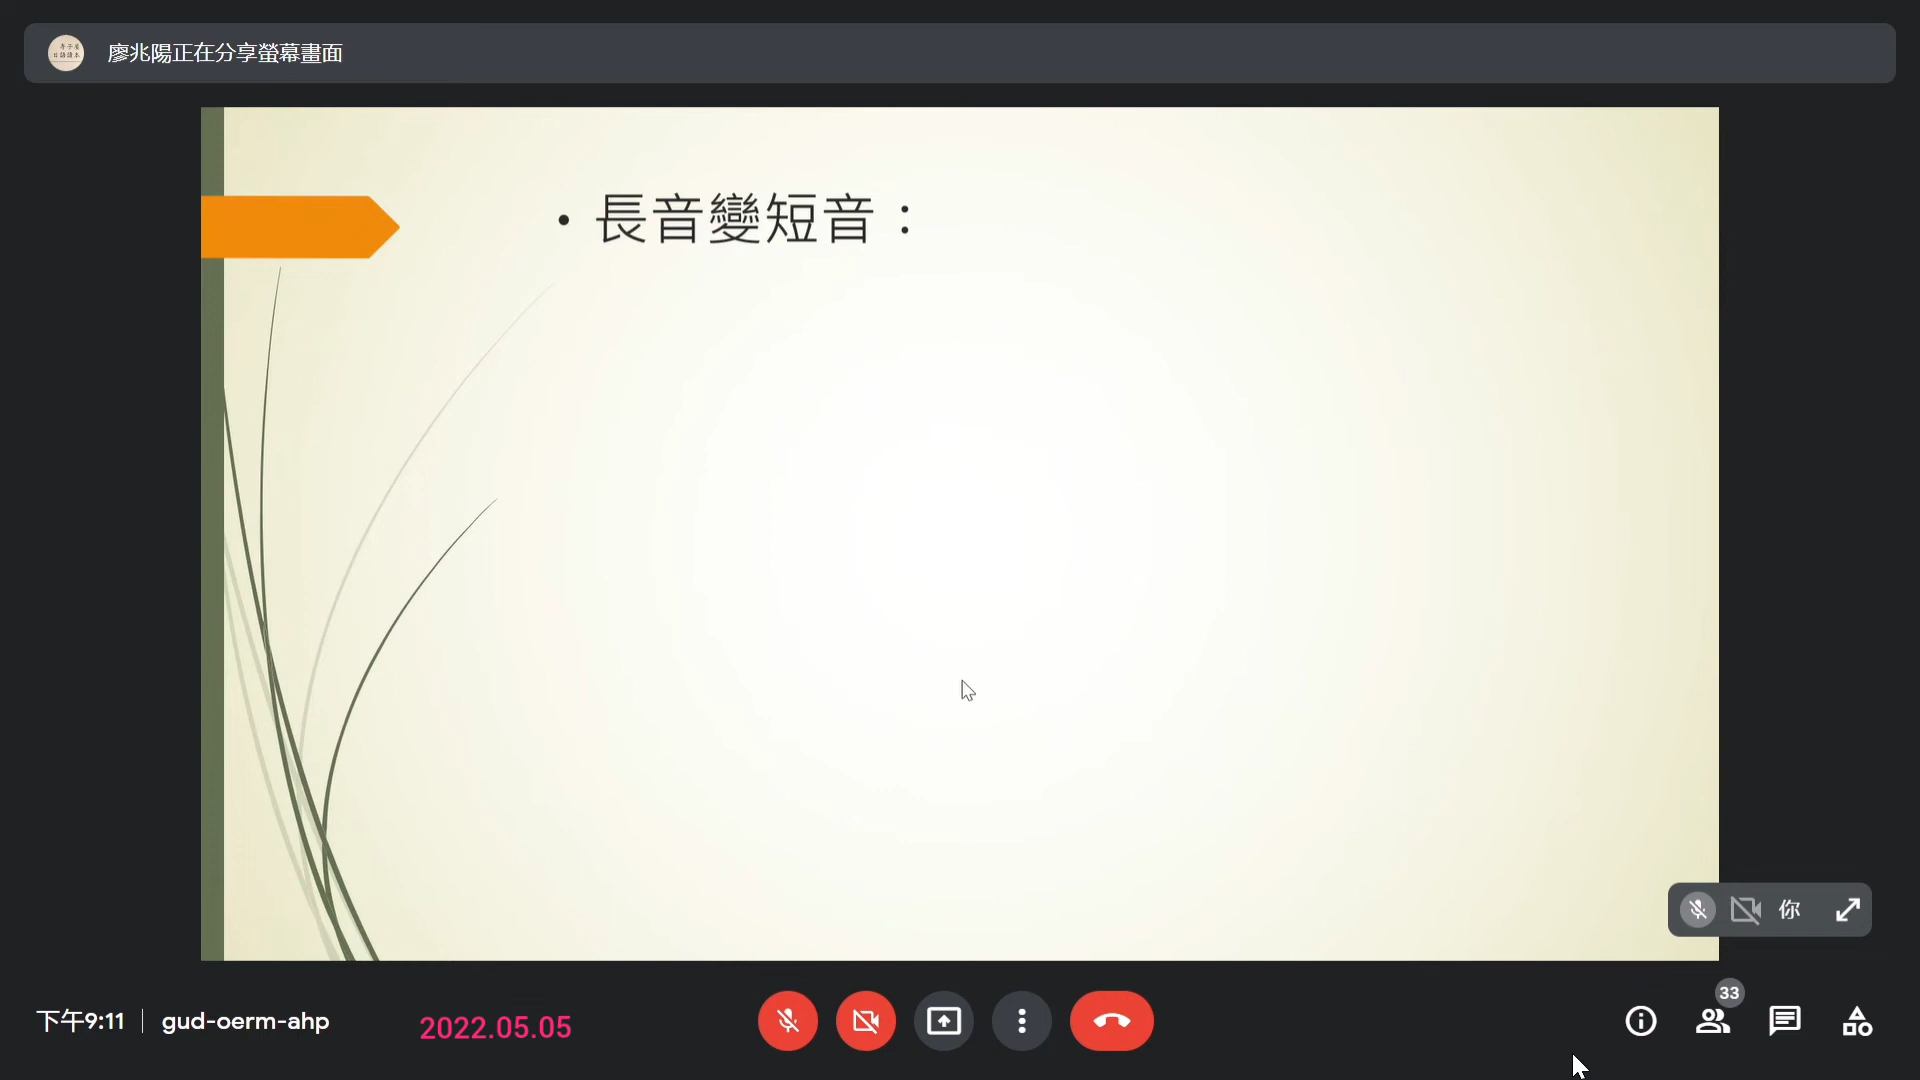 廖兆陽正在分享螢幕畫面
• 長音變短音：
你
33
下午9:11 | gud-oerm-ahp
2022.05.05